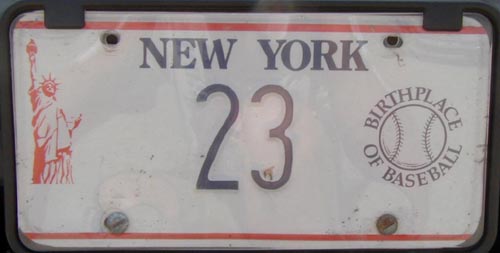 NEW YORK
23
BIRTHPLACE
OF BASEBALL